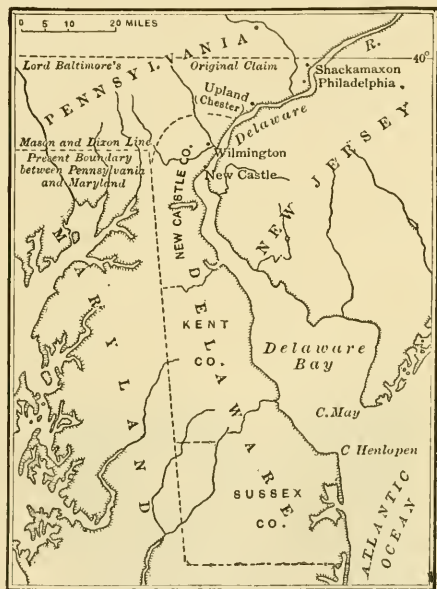 0 5 10 20 MILES
PENNSYLVANIA
R.
Lord Baltimore's Original Claim
40°
Shackamaxon
Philadelphia
Upland
(Chester)
Delaware
Mason and Dixon Line
Present Boundary
between Pennsylvania
and Maryland
Wilmington
New Castle
NEW CASTLE CO.
NEW JERSEY
MARYLAND
DELAWARE
KENT
CO.
Delaware
Bay
C. May
C Henlopen
SUSSEX
CO.
ATLANTIC
OCEAN